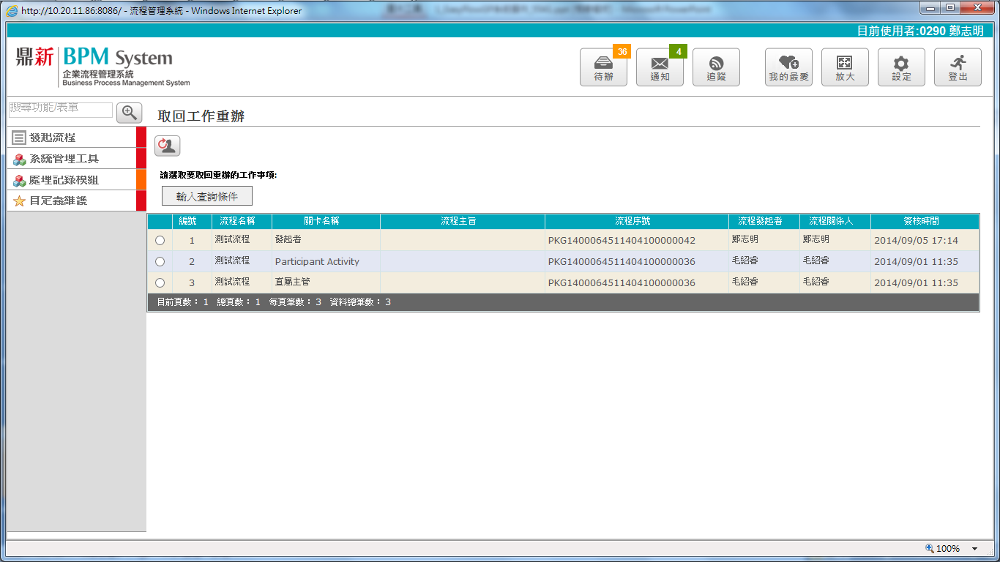 http://10.20.11.86:8086/ - 流程管理系統 - Windows Internet Explorer
目前使用者:0290 鄭志明
鼎新 BPM System
企業流程管理系統
Business Process Management System
36
4
待辦 通知 追蹤 我的最愛 放大 設定 登出
搜尋功能/表單
取回工作重辦
發起流程
系統管理工具
處理記錄模組
自定義維護
請選取要取回重辦的工作事項:
輸入查詢條件
編號 流程名稱 關卡名稱 流程主旨 流程序號 流程發起者 流程關係人 簽核時間
1 測試流程 發起者 PKG1400064511404100000042 鄭志明 鄭志明 2014/09/05 17:14
2 測試流程 Participant Activity PKG1400064511404100000036 毛紹睿 毛紹睿 2014/09/01 11:35
3 測試流程 直屬主管 PKG1400064511404100000036 毛紹睿 毛紹睿 2014/09/01 11:35
目前頁數： 1 總頁數： 1 每頁筆數： 3 資料總筆數： 3
100%